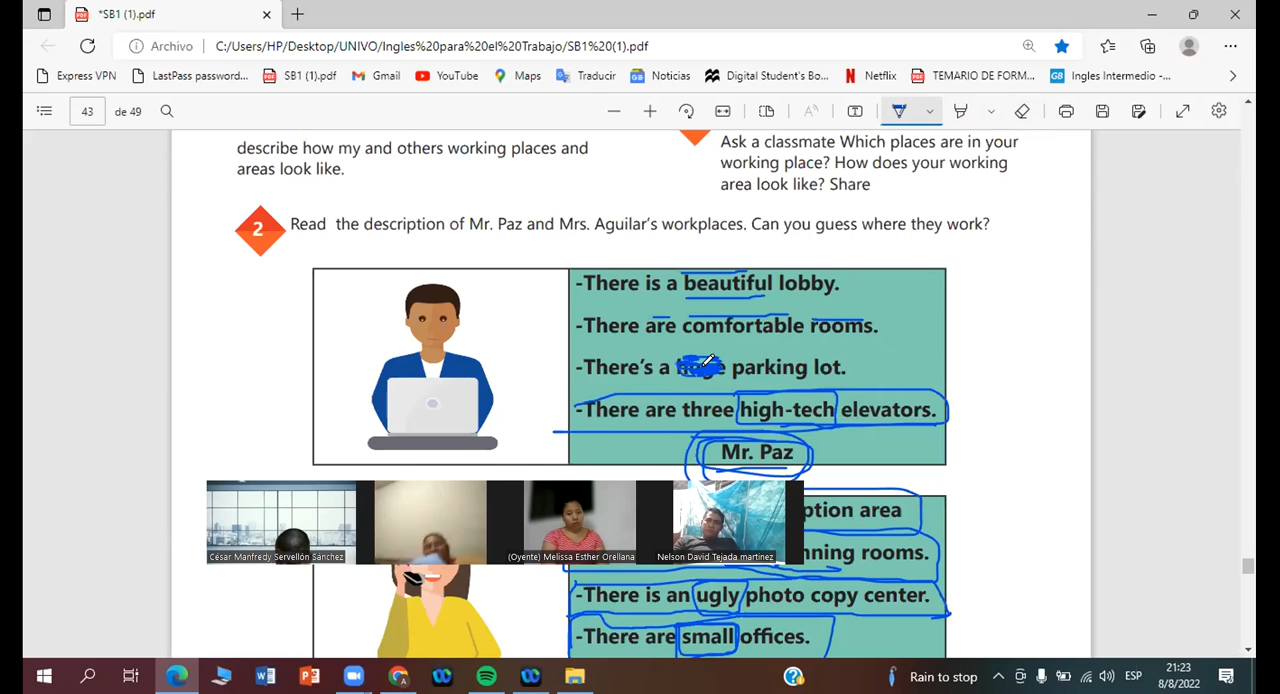 *SB1 (1).pdf
Archivo C:/Users/HP/Desktop/UNIVO/Ingles%20para%20el%20Trabajo/SB1%20(1).pdf
Express VPN LastPass password... SB1 (1).pdf Gmail YouTube Maps Traducir Noticias Digital Student's Bo... Netflix TEMARIO DE FORM... Ingles Intermedio -...
43 de 49
describe how my and others working places and
areas look like.
Ask a classmate Which places are in your
working place? How does your working
area look like? Share
2 Read the description of Mr. Paz and Mrs. Aguilar's workplaces. Can you guess where they work?
-There is a beautiful lobby.
-There are comfortable rooms.
-There's a huge parking lot.
-There are three high-tech elevators.
Mr. Paz
ption area
nning rooms.
-There is an ugly photo copy center.
-There are small offices.
César Manfredy Servellón Sánchez
(Oyente) Melissa Esther Orellana
Nelson David Tejada martinez
Rain to stop
ESP
21:23
8/8/2022